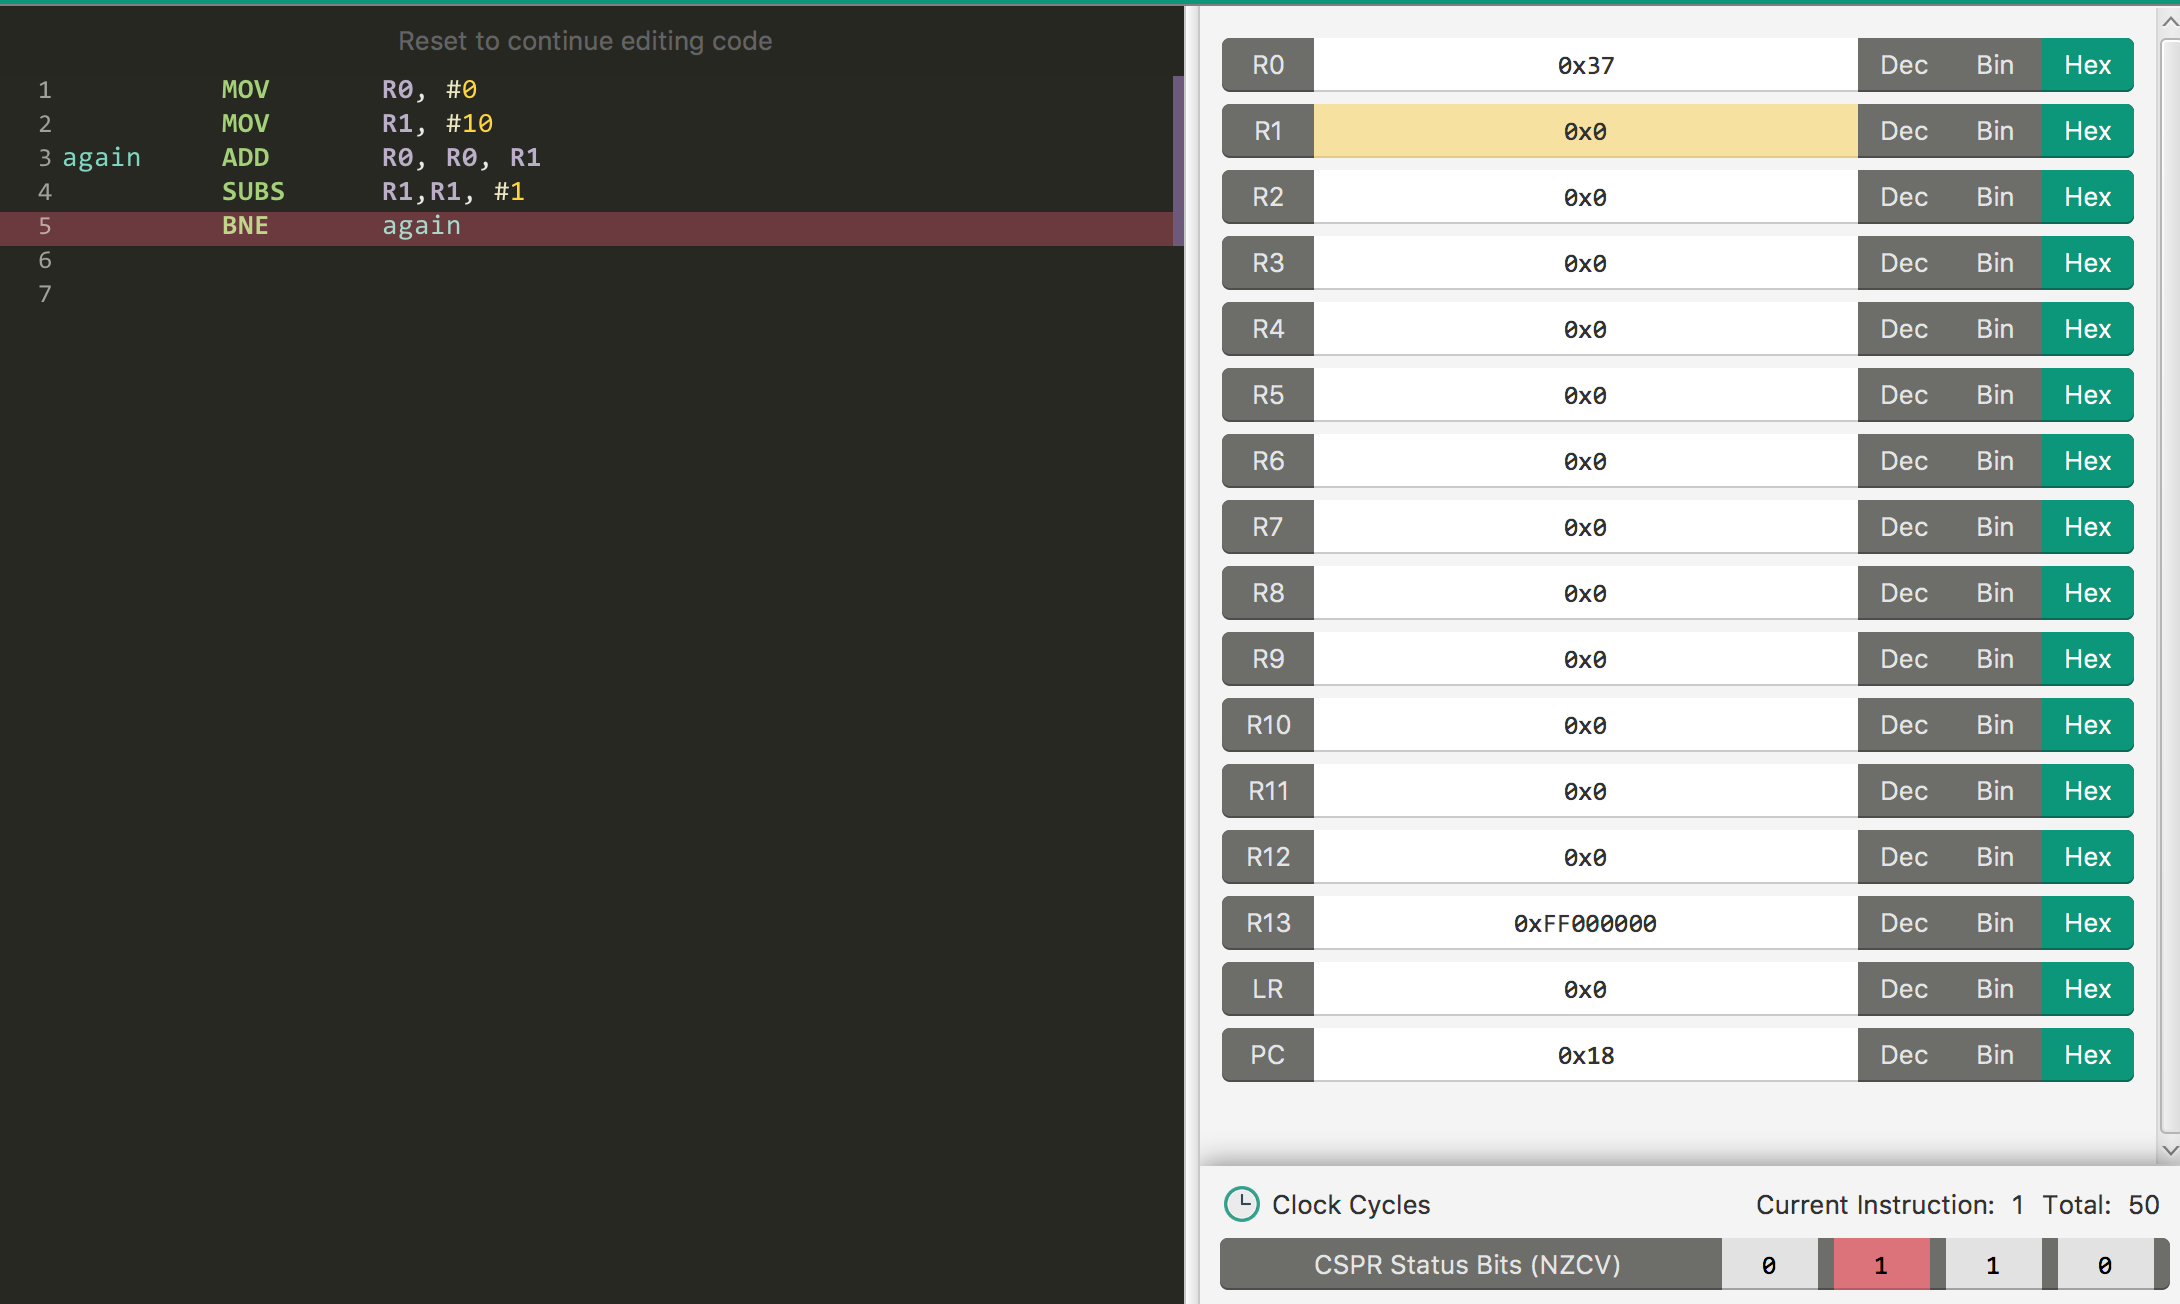 Reset to continue editing code
1 MOV R0, #0
2 MOV R1, #10
3 again ADD R0, R0, R1
4 SUBS R1,R1, #1
5 BNE again
6
7
R0 0x37 Dec Bin Hex
R1 0x0 Dec Bin Hex
R2 0x0 Dec Bin Hex
R3 0x0 Dec Bin Hex
R4 0x0 Dec Bin Hex
R5 0x0 Dec Bin Hex
R6 0x0 Dec Bin Hex
R7 0x0 Dec Bin Hex
R8 0x0 Dec Bin Hex
R9 0x0 Dec Bin Hex
R10 0x0 Dec Bin Hex
R11 0x0 Dec Bin Hex
R12 0x0 Dec Bin Hex
R13 0xFF000000 Dec Bin Hex
LR 0x0 Dec Bin Hex
PC 0x18 Dec Bin Hex
Clock Cycles Current Instruction: 1 Total: 50
CSPR Status Bits (NZCV) 0 1 1 0